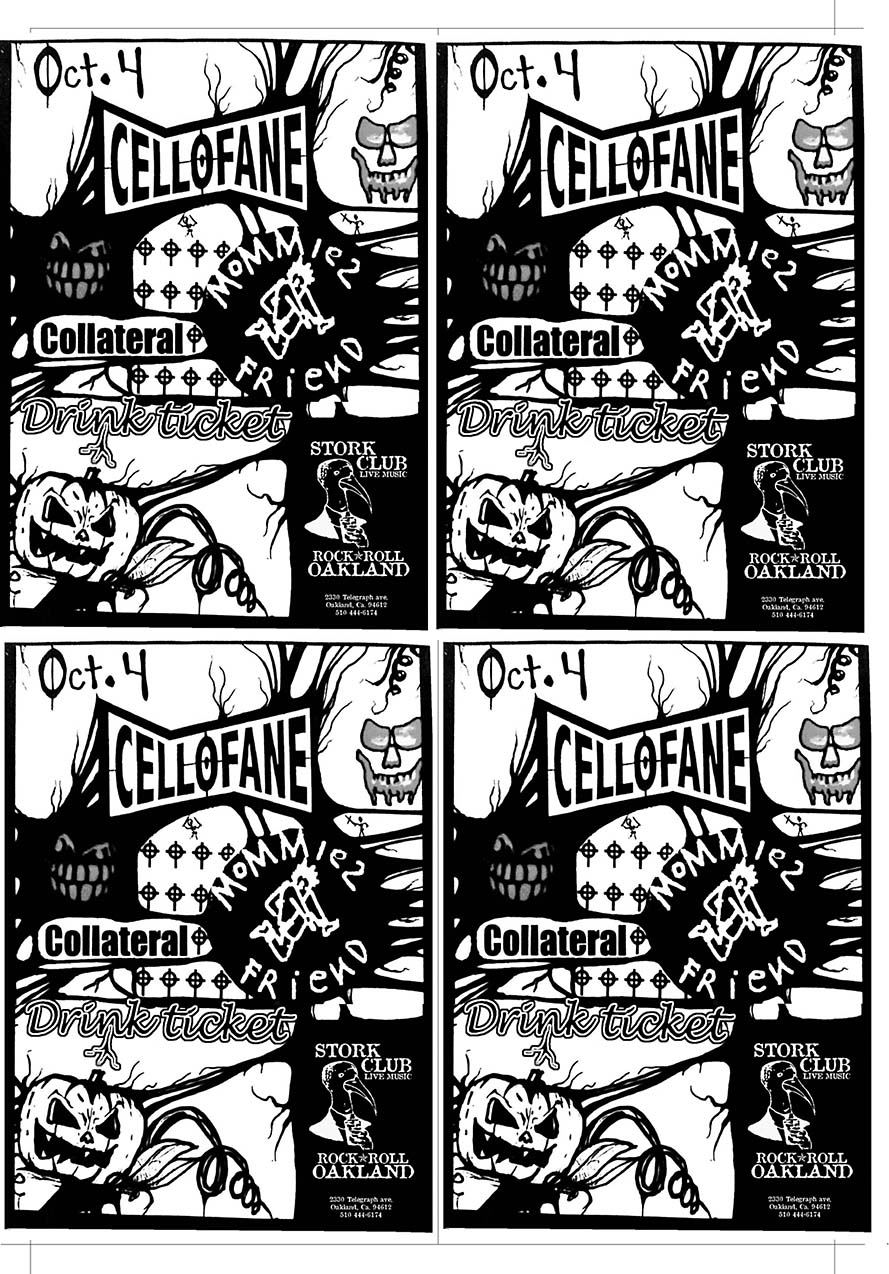 Oct. 4
CELLOFANE
MOMMIEZ
FRIEND
Collateral
Drink ticket
STORK
CLUB
LIVE MUSIC
ROCK★ROLL
OAKLAND
2330 Telegraph ave.
Oakland, Ca. 94612
510 444-6174
Oct. 4
CELLOFANE
MOMMIEZ
FRIEND
Collateral
Drink ticket
STORK
CLUB
LIVE MUSIC
ROCK★ROLL
OAKLAND
2330 Telegraph ave.
Oakland, Ca. 94612
510 444-6174
Oct. 4
CELLOFANE
MOMMIEZ
FRIEND
Collateral
Drink ticket
STORK
CLUB
LIVE MUSIC
ROCK★ROLL
OAKLAND
2330 Telegraph ave.
Oakland, Ca. 94612
510 444-6174
Oct. 4
CELLOFANE
MOMMIEZ
FRIEND
Collateral
Drink ticket
STORK
CLUB
LIVE MUSIC
ROCK★ROLL
OAKLAND
2330 Telegraph ave.
Oakland, Ca. 94612
510 444-6174